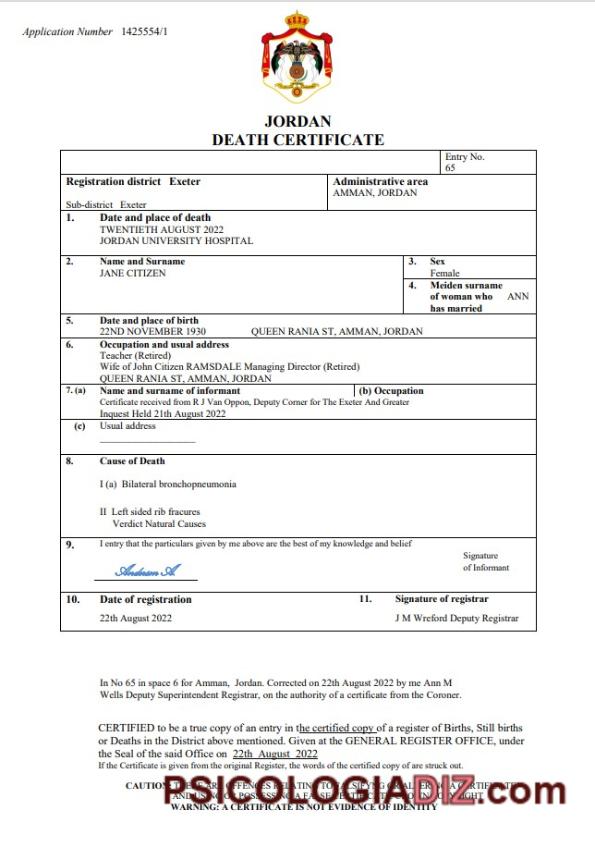 Application Number 1425554/1
JORDAN
DEATH CERTIFICATE
Entry No.
65
Registration district Exeter
Sub-district Exeter
Administrative area
AMMAN, JORDAN
1. Date and place of death
TWENTIETH AUGUST 2022
JORDAN UNIVERSITY HOSPITAL
2. Name and Surname
JANE CITIZEN
3. Sex
Female
4. Meiden surname
of woman who ANN
has married
5. Date and place of birth
22ND NOVEMBER 1930 QUEEN RANIA ST, AMMAN, JORDAN
6. Occupation and usual address
Teacher (Retired)
Wife of John Citizen RAMSDALE Managing Director (Retired)
QUEEN RANIA ST, AMMAN, JORDAN
7. (a) Name and surname of informant (b) Occupation
Certificate received from R J Van Oppon, Deputy Corner for The Exeter And Greater
Inquest Held 21th August 2022
(c) Usual address
8. Cause of Death
I (a) Bilateral bronchopneumonia
II Left sided rib fracures
Verdict Natural Causes
9. I entry that the particulars given by me above are the best of my knowledge and belief
Signature
of Informant
10. Date of registration
22th August 2022
11. Signature of registrar
J M Wreford Deputy Registrar
In No 65 in space 6 for Amman, Jordan. Corrected on 22th August 2022 by me Ann M
Wells Deputy Superintendent Registrar, on the authority of a certificate from the Coroner.
CERTIFIED to be a true copy of an entry in the certified copy of a register of Births, Still births
or Deaths in the District above mentioned. Given at the GENERAL REGISTER OFFICE, under
the Seal of the said Office on 22th August 2022
If the Certificate is given from the original Register, the words of the certified copy of are struck out.
CAUTION: THERE ARE OFFENCES RELATING TO FALSIFYING OR ALTERING A CERTIFICATE
PSICOLOGIADIZ.com
WARNING: A CERTIFICATE IS NOT EVIDENCE OF IDENTITY